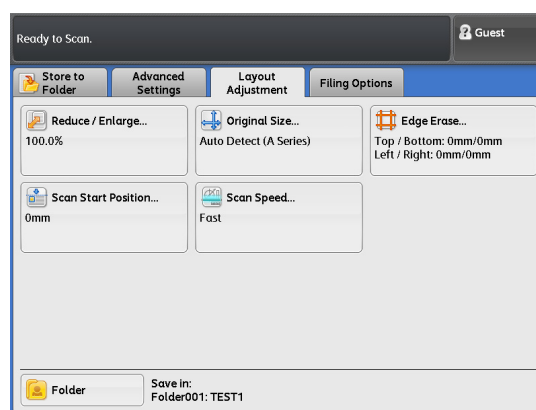 Ready to Scan.
Guest
Store to
Folder
Advanced
Settings
Layout
Adjustment
Filing Options
Reduce / Enlarge...
100.0%
Original Size...
Auto Detect (A Series)
Edge Erase...
Top / Bottom: 0mm/0mm
Left / Right: 0mm/0mm
Scan Start Position...
0mm
Scan Speed...
Fast
Folder
Save in:
Folder001: TEST1